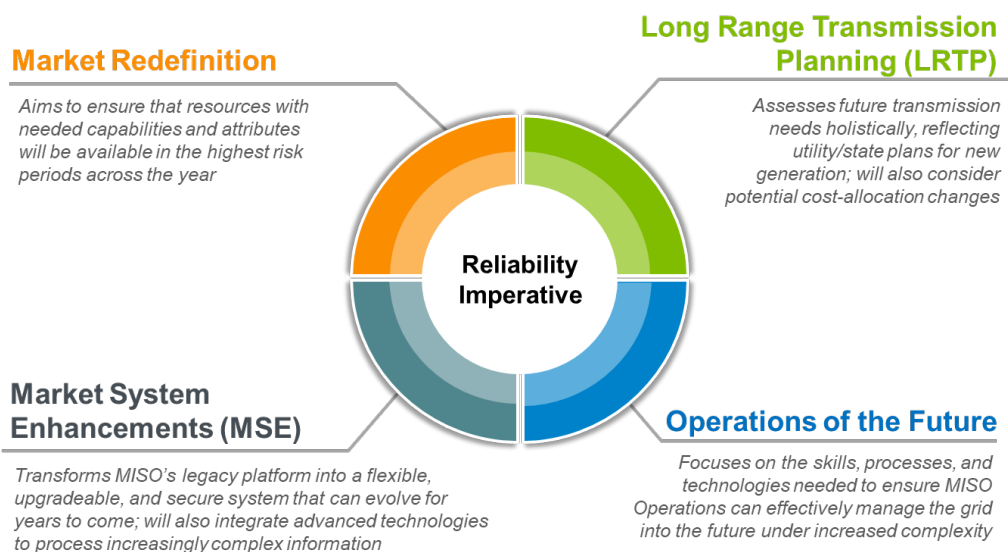 Market Redefinition
Aims to ensure that resources with
needed capabilities and attributes
will be available in the highest risk
periods across the year
Long Range Transmission
Planning (LRTP)
Assesses future transmission
needs holistically, reflecting
utility/state plans for new
generation; will also consider
potential cost-allocation changes
Reliability
Imperative
Market System
Enhancements (MSE)
Transforms MISO's legacy platform into a flexible,
upgradeable, and secure system that can evolve for
years to come; will also integrate advanced technologies
to process increasingly complex information
Operations of the Future
Focuses on the skills, processes, and
technologies needed to ensure MISO
Operations can effectively manage the grid
into the future under increased complexity